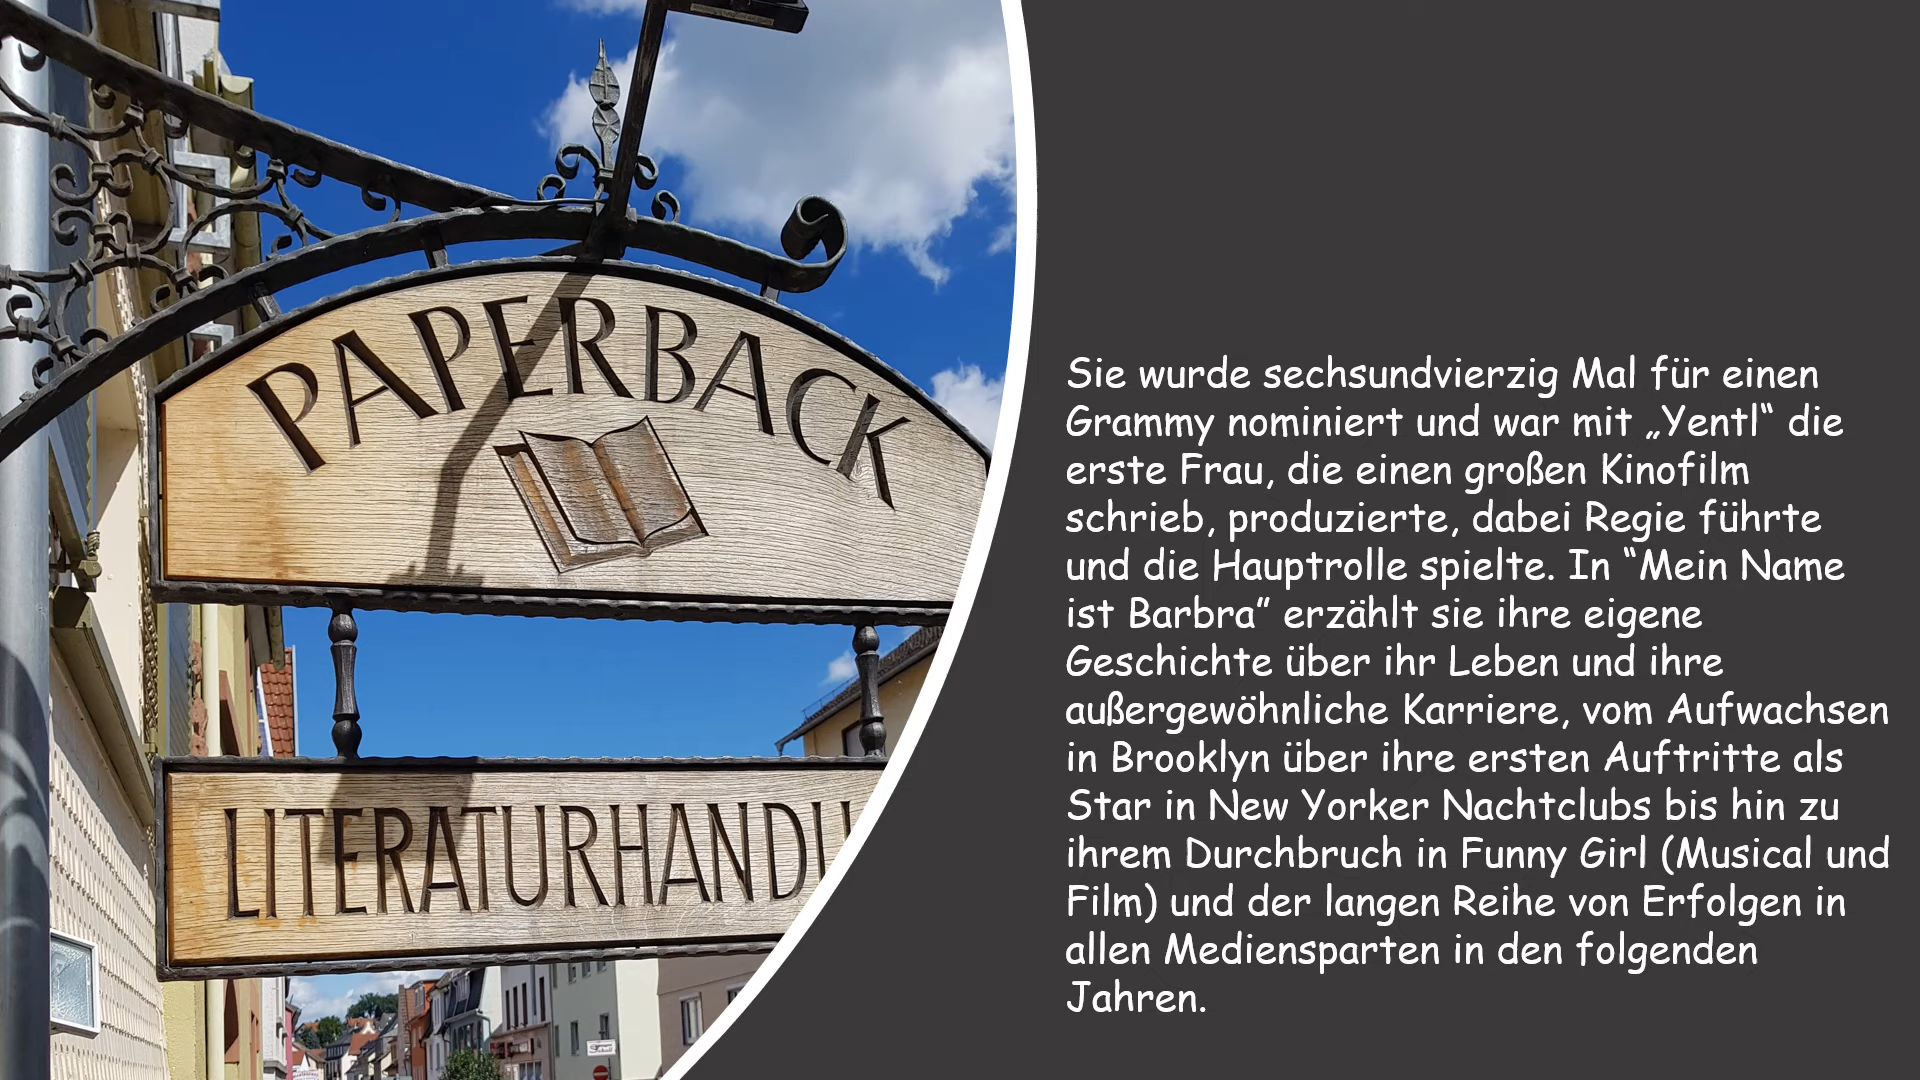 PAPERBACK
LITERATURHANDLU
Sie wurde sechsundvierzig Mal für einen
Grammy nominiert und war mit „Yentl“ die
erste Frau, die einen großen Kinofilm
schrieb, produzierte, dabei Regie führte
und die Hauptrolle spielte. In “Mein Name
ist Barbra” erzählt sie ihre eigene
Geschichte über ihr Leben und ihre
außergewöhnliche Karriere, vom Aufwachsen
in Brooklyn über ihre ersten Auftritte als
Star in New Yorker Nachtclubs bis hin zu
ihrem Durchbruch in Funny Girl (Musical und
Film) und der langen Reihe von Erfolgen in
allen Mediensparten in den folgenden
Jahren.